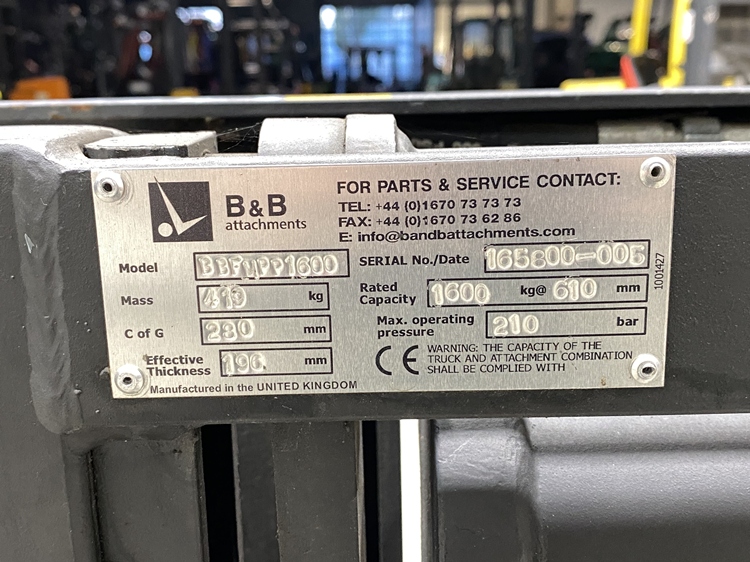 B&B
attachments
FOR PARTS & SERVICE CONTACT:
TEL: +44 (0)1670 73 73 73
FAX: +44 (0)1670 73 62 86
E: info@bandbattachments.com
Model
SERIAL No./Date 165800-005
Mass 419 kg
Rated Capacity 1600 kg@ 610 mm
C of G 280 mm
Max. operating pressure 210 bar
Effective Thickness 196 mm
CE WARNING: THE CAPACITY OF THE
TRUCK AND ATTACHMENT COMBINATION
SHALL BE COMPLIED WITH
Manufactured in the UNITED KINGDOM
1001427